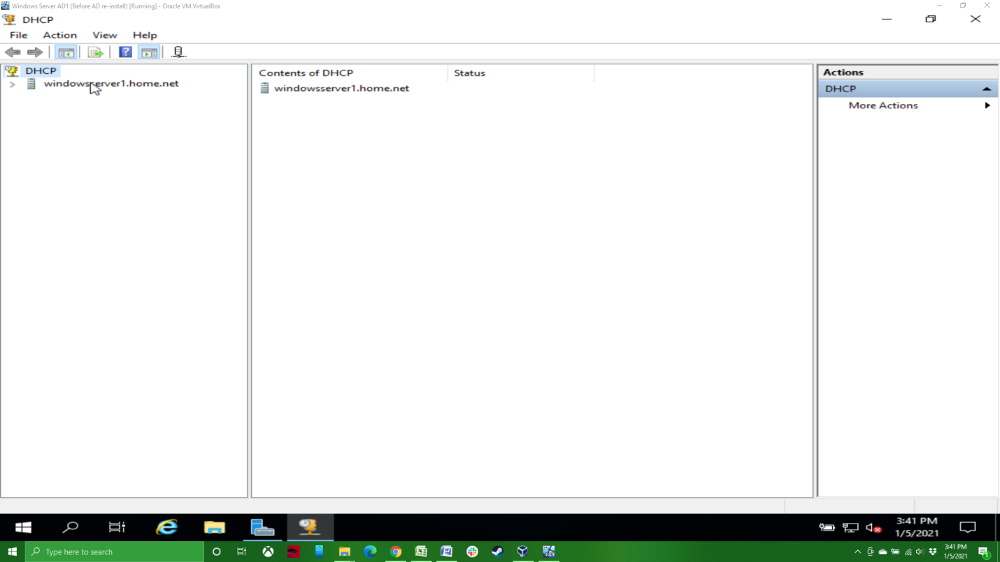 Windows Server AD1 (Before AD re-install) [Running] - Oracle VM VirtualBox
DHCP
File Action View Help
DHCP
windowsserver1.home.net
Contents of DHCP Status
windowsserver1.home.net
Actions
DHCP
More Actions
3:41 PM
1/5/2021
Type here to search
3:41 PM
1/5/2021